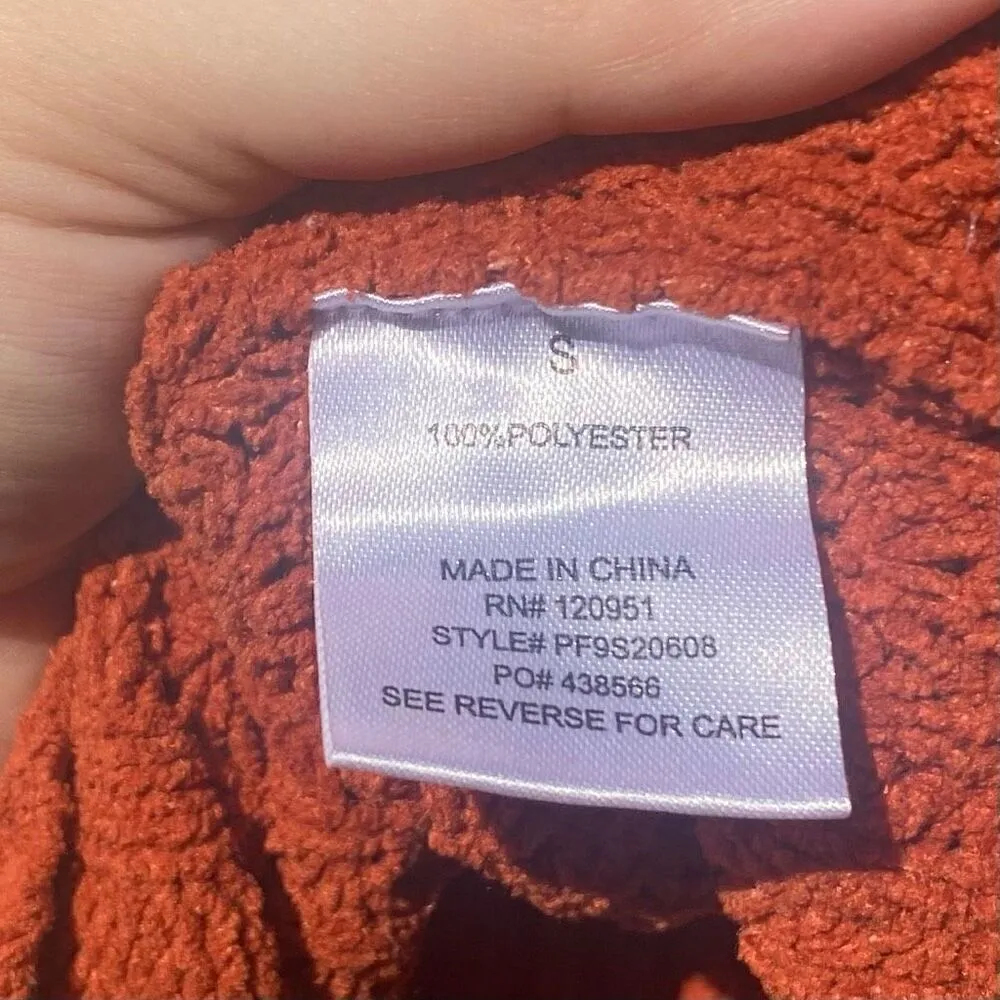 S
100%POLYESTER
MADE IN CHINA
RN# 120951
STYLE# PF9S20608
PO# 438566
SEE REVERSE FOR CARE